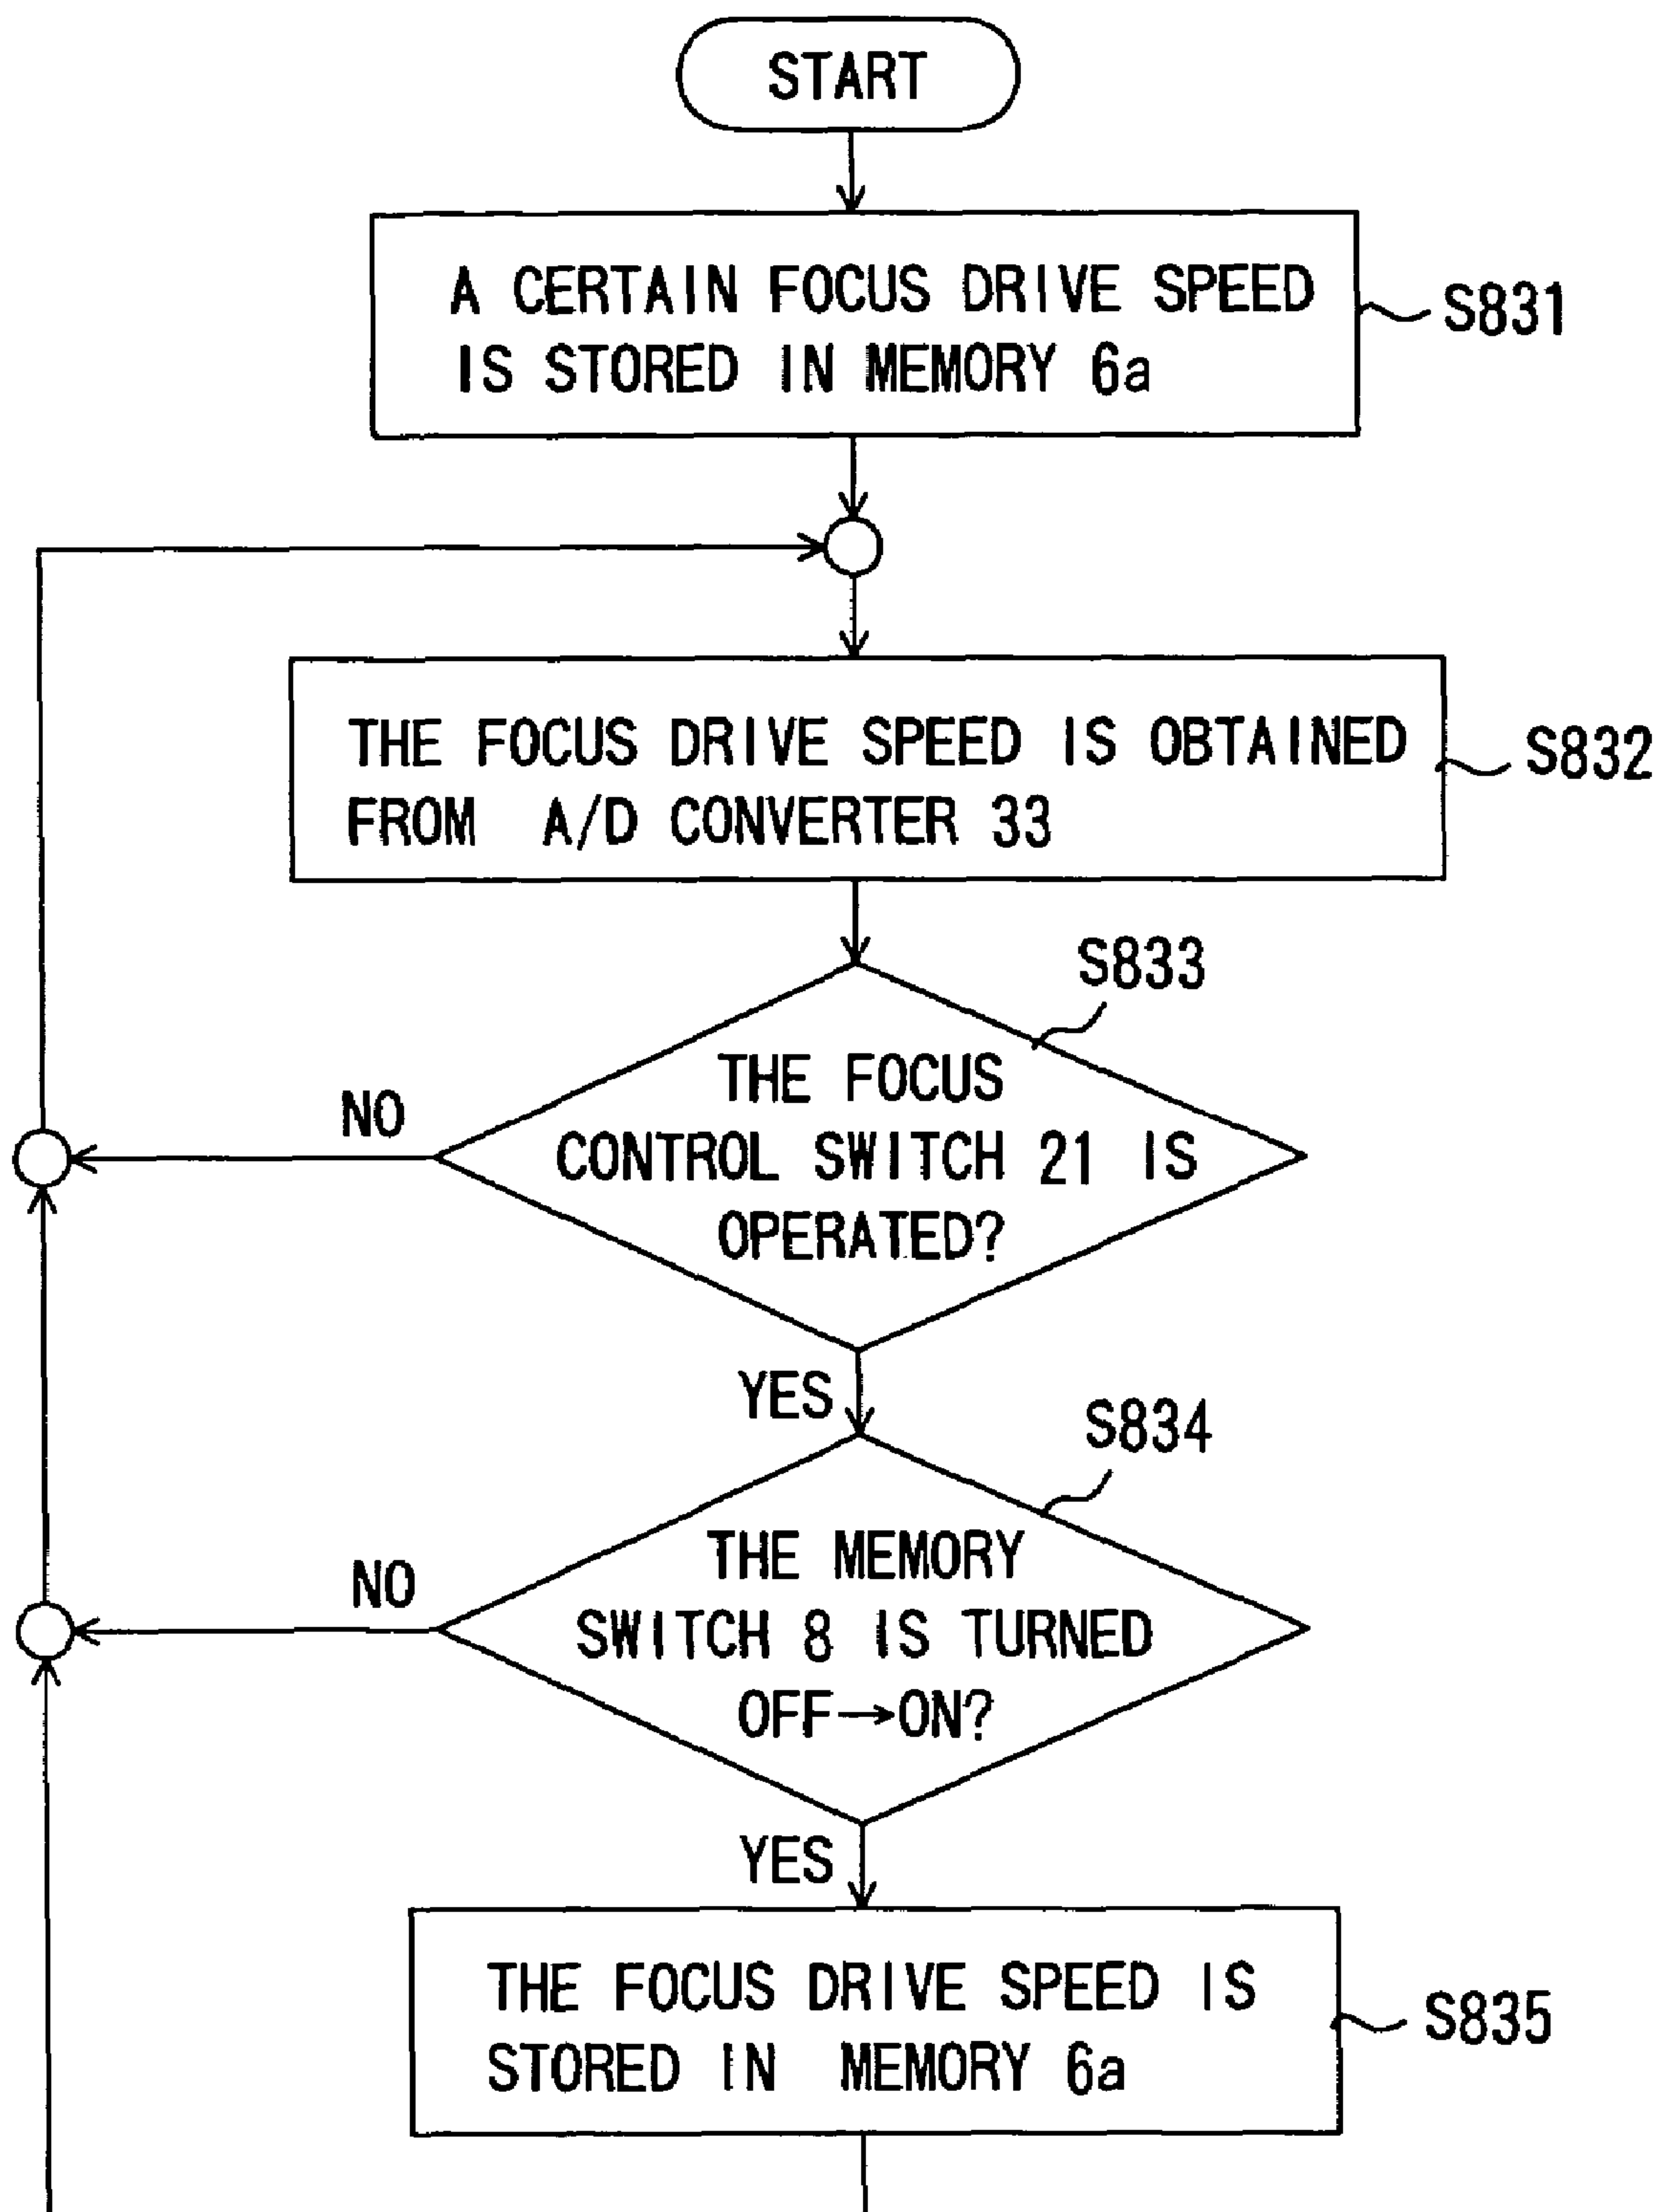 START
A CERTAIN FOCUS DRIVE SPEED
IS STORED IN MEMORY 6a
S831
THE FOCUS DRIVE SPEED IS OBTAINED
FROM A/D CONVERTER 33
S832
S833
THE FOCUS
CONTROL SWITCH 21 IS
OPERATED?
NO
YES
S834
THE MEMORY
SWITCH 8 IS TURNED
OFF→ON?
NO
YES
THE FOCUS DRIVE SPEED IS
STORED IN MEMORY 6a
S835